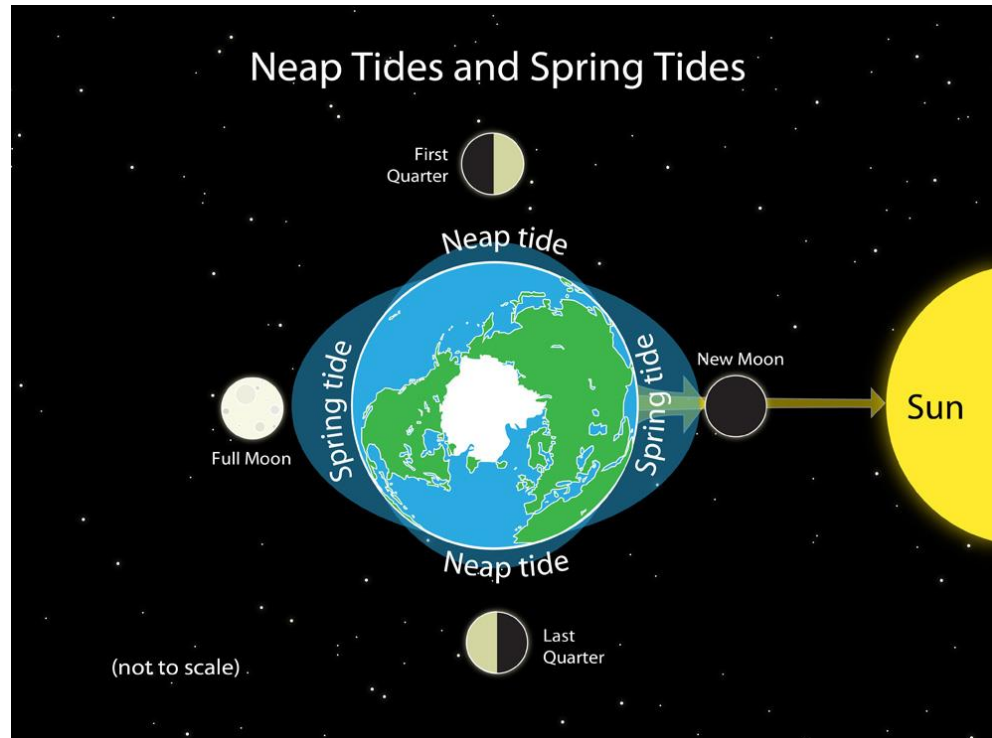 Neap Tides and Spring Tides
First
Quarter
Neap tide
Spring tide
Spring tide
New Moon
Sun
Full Moon
Neap tide
Last
Quarter
(not to scale)